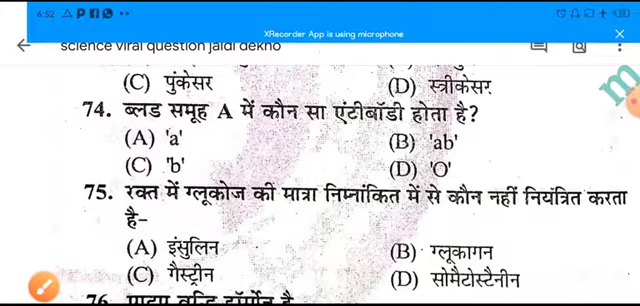 6:52
XRecorder App is using microphone
science viral question jaldi dekho
(C) पुंकेसर
(D) स्त्रीकेसर
74. ब्लड समूह A में कौन सा एंटीबॉडी होता है?
(A) 'a'
(B) 'ab'
(C) 'b'
(D) 'O'
75. रक्त में ग्लूकोज की मात्रा निम्नांकित में से कौन नहीं नियंत्रित करता
है-
(A) इंसुलिन
(B) ग्लूकागन
(C) गैस्ट्रीन
(D) सोमैटोस्टैनीन
76.